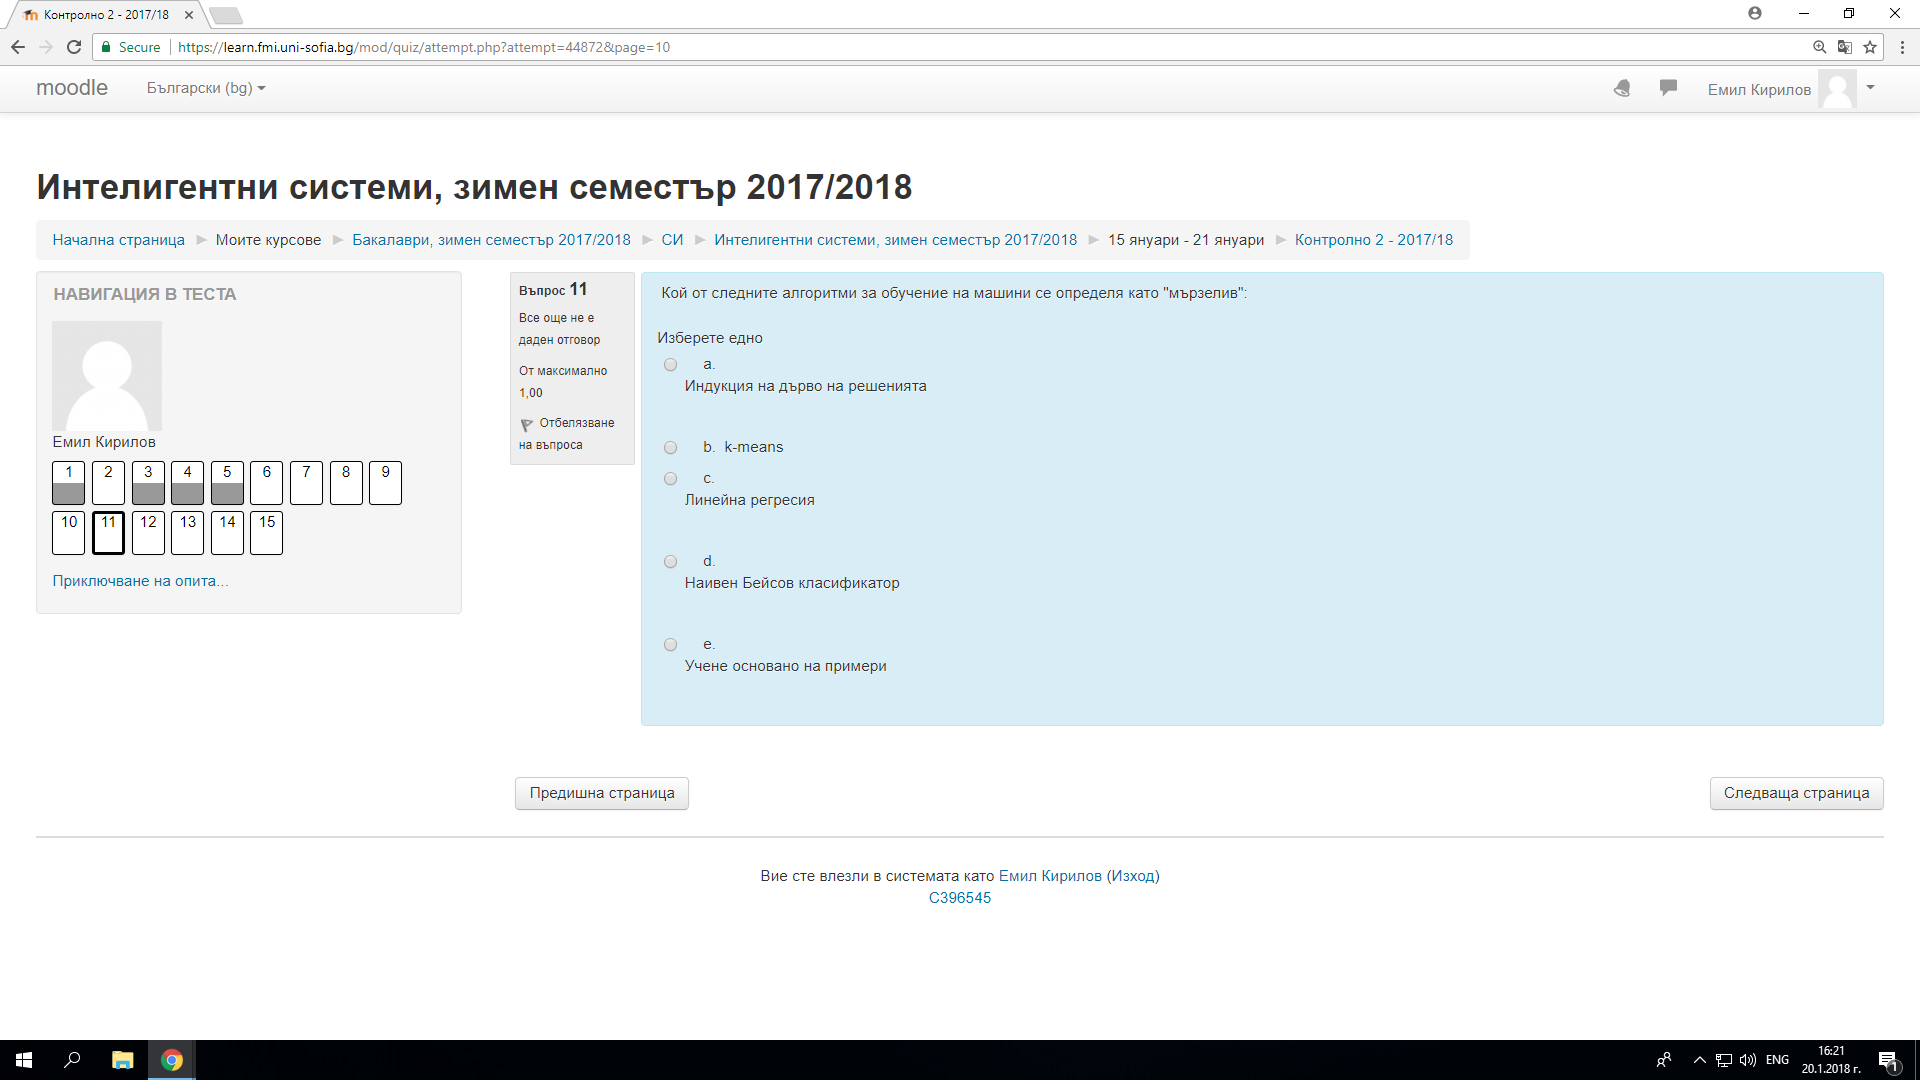 Контролно 2 - 2017/18
Secure
https://learn.fmi.uni-sofia.bg/mod/quiz/attempt.php?attempt=44872&page=10
moodle
Български (bg)
Емил Кирилов
Интелигентни системи, зимен семестър 2017/2018
Начална страница ► Моите курсове ► Бакалаври, зимен семестър 2017/2018 ► СИ ► Интелигентни системи, зимен семестър 2017/2018 ► 15 януари - 21 януари ► Контролно 2 - 2017/18
НАВИГАЦИЯ В ТЕСТА
Емил Кирилов
1 2 3 4 5 6 7 8 9
10 11 12 13 14 15
Приключване на опита...
Въпрос 11
Все още не е
даден отговор
От максимално
1,00
Отбелязване
на въпроса
Кой от следните алгоритми за обучение на машини се определя като "мързелив":
Изберете едно
a.
Индукция на дърво на решенията
b. k-means
c.
Линейна регресия
d.
Наивен Бейсов класификатор
e.
Учене основано на примери
Предишна страница
Следваща страница
Вие сте влезли в системата като Емил Кирилов (Изход)
С396545
ENG
16:21
20.1.2018 г.
1